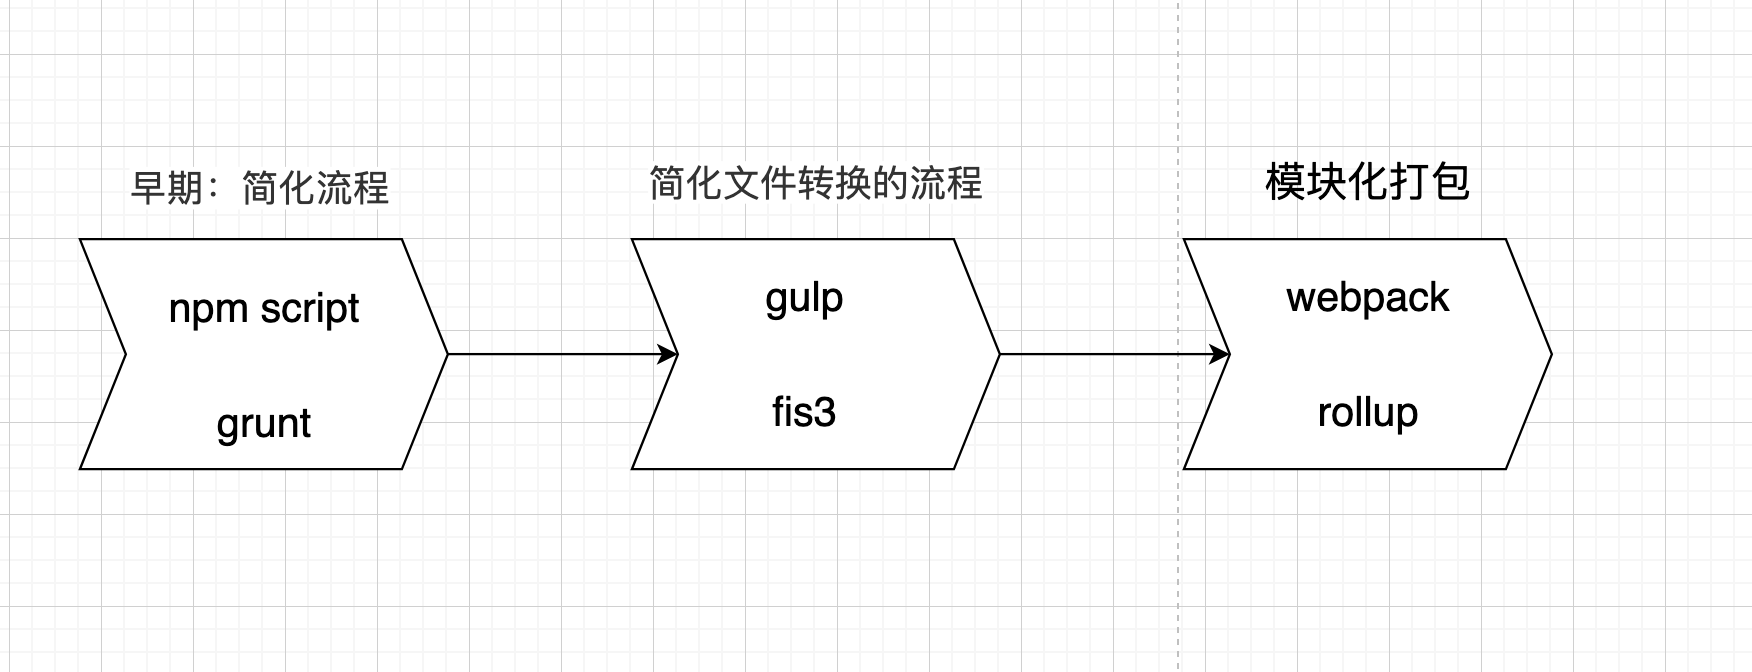 早期：简化流程
npm script
grunt
简化文件转换的流程
gulp
fis3
模块化打包
webpack
rollup